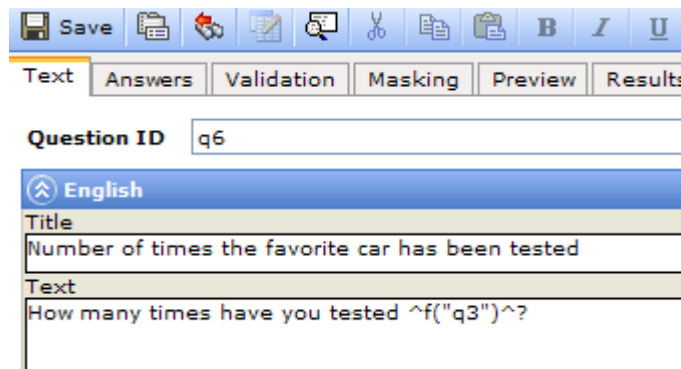 Save B I U
Text Answers Validation Masking Preview Results
Question ID q6
English
Title
Number of times the favorite car has been tested
Text
How many times have you tested ^f("q3")^?